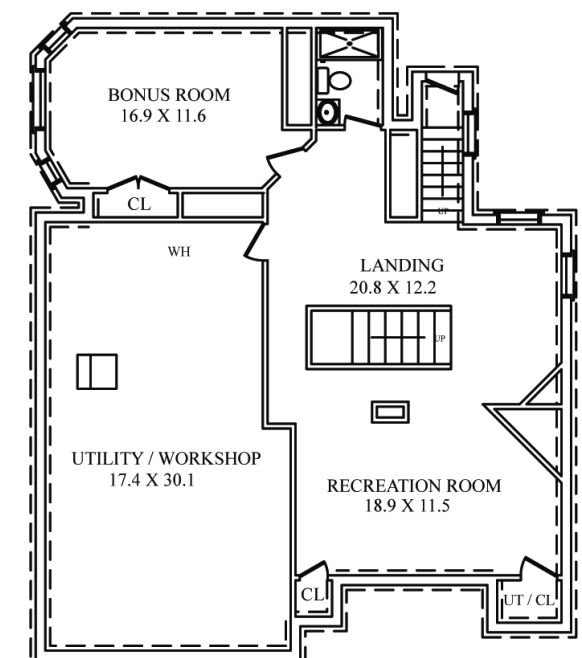 BONUS ROOM
16.9 X 11.6
CL
UP
WH
LANDING
20.8 X 12.2
UP
UTILITY / WORKSHOP
17.4 X 30.1
RECREATION ROOM
18.9 X 11.5
CL
UT / CL